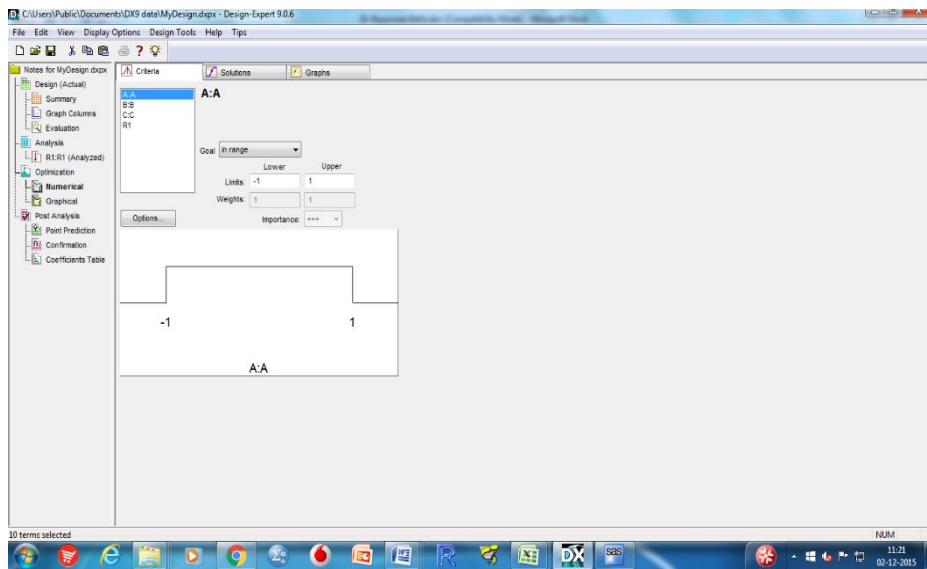 C:\Users\Public\Documents\DX9 data\MyDesign.dxpx - Design-Expert 9.0.6
File Edit View Display Options Design Tools Help Tips
Notes for MyDesign.dxpx
Design (Actual)
Summary
Graph Columns
Evaluation
Analysis
R1:R1 (Analyzed)
Optimization
Numerical
Graphical
Post Analysis
Point Prediction
Confirmation
Coefficients Table
Criteria Solutions Graphs
A:A
B:B
C:C
R1
A:A
Goal in range
Lower Upper
Limits: -1 1
Weights: 1 1
Options... Importance: +++
-1 1
A:A
10 terms selected NUM
Σα R DX sas
11:21
02-12-2015